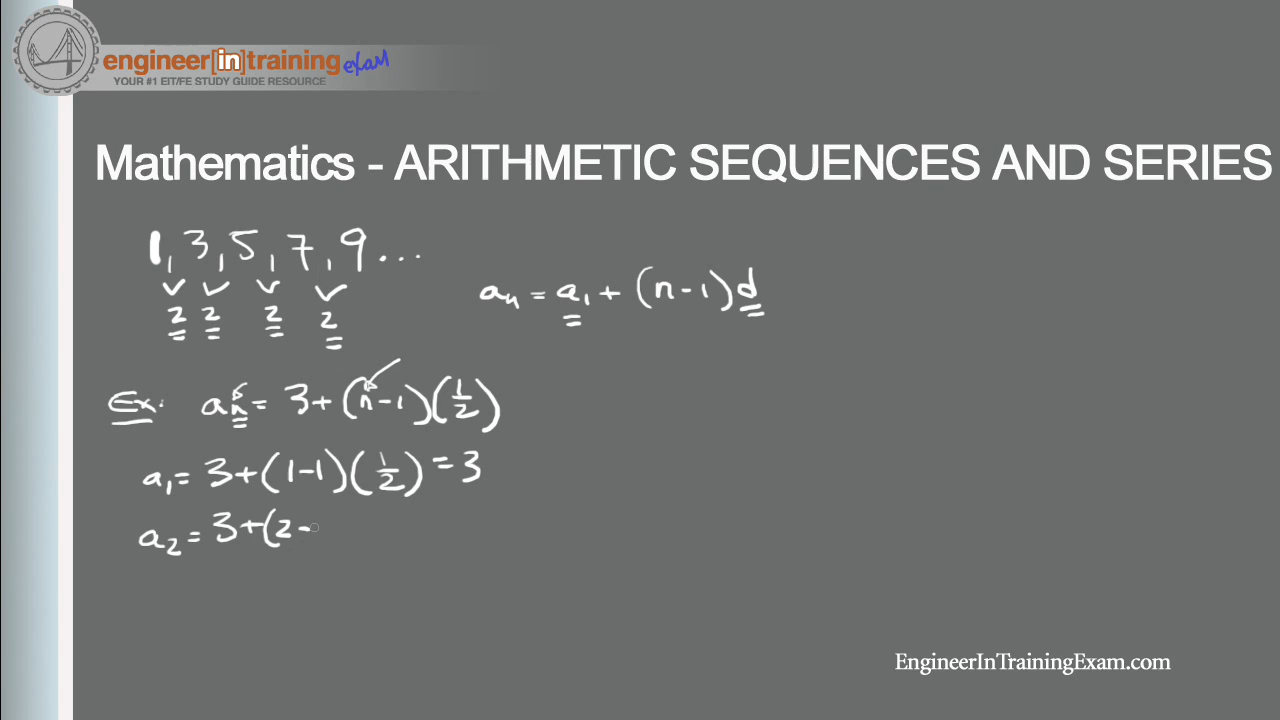 engineer[in]training exam
YOUR #1 EIT/FE STUDY GUIDE RESOURCE
Mathematics - ARITHMETIC SEQUENCES AND SERIES
1, 3, 5, 7, 9 ...
2 2 2 2
aₙ = a₁ + (n-1)d
Ex. aₙ = 3+(n-1)(1/2)
a₁ = 3+(1-1)(1/2) = 3
a₂ = 3+(2-
EngineerInTrainingExam.com